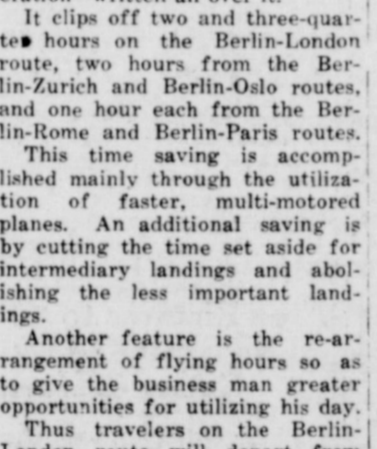 It clips off two and three-quar-
ter hours on the Berlin-London
route, two hours from the Ber-
lin-Zurich and Berlin-Oslo routes,
and one hour each from the Ber-
lin-Rome and Berlin-Paris routes.
This time saving is accomp-
lished mainly through the utiliza-
tion of faster, multi-motored
planes. An additional saving is
by cutting the time set aside for
intermediary landings and abol-
ishing the less important land-
ings.
Another feature is the re-ar-
rangement of flying hours so as
to give the business man greater
opportunities for utilizing his day.
Thus travelers on the Berlin-